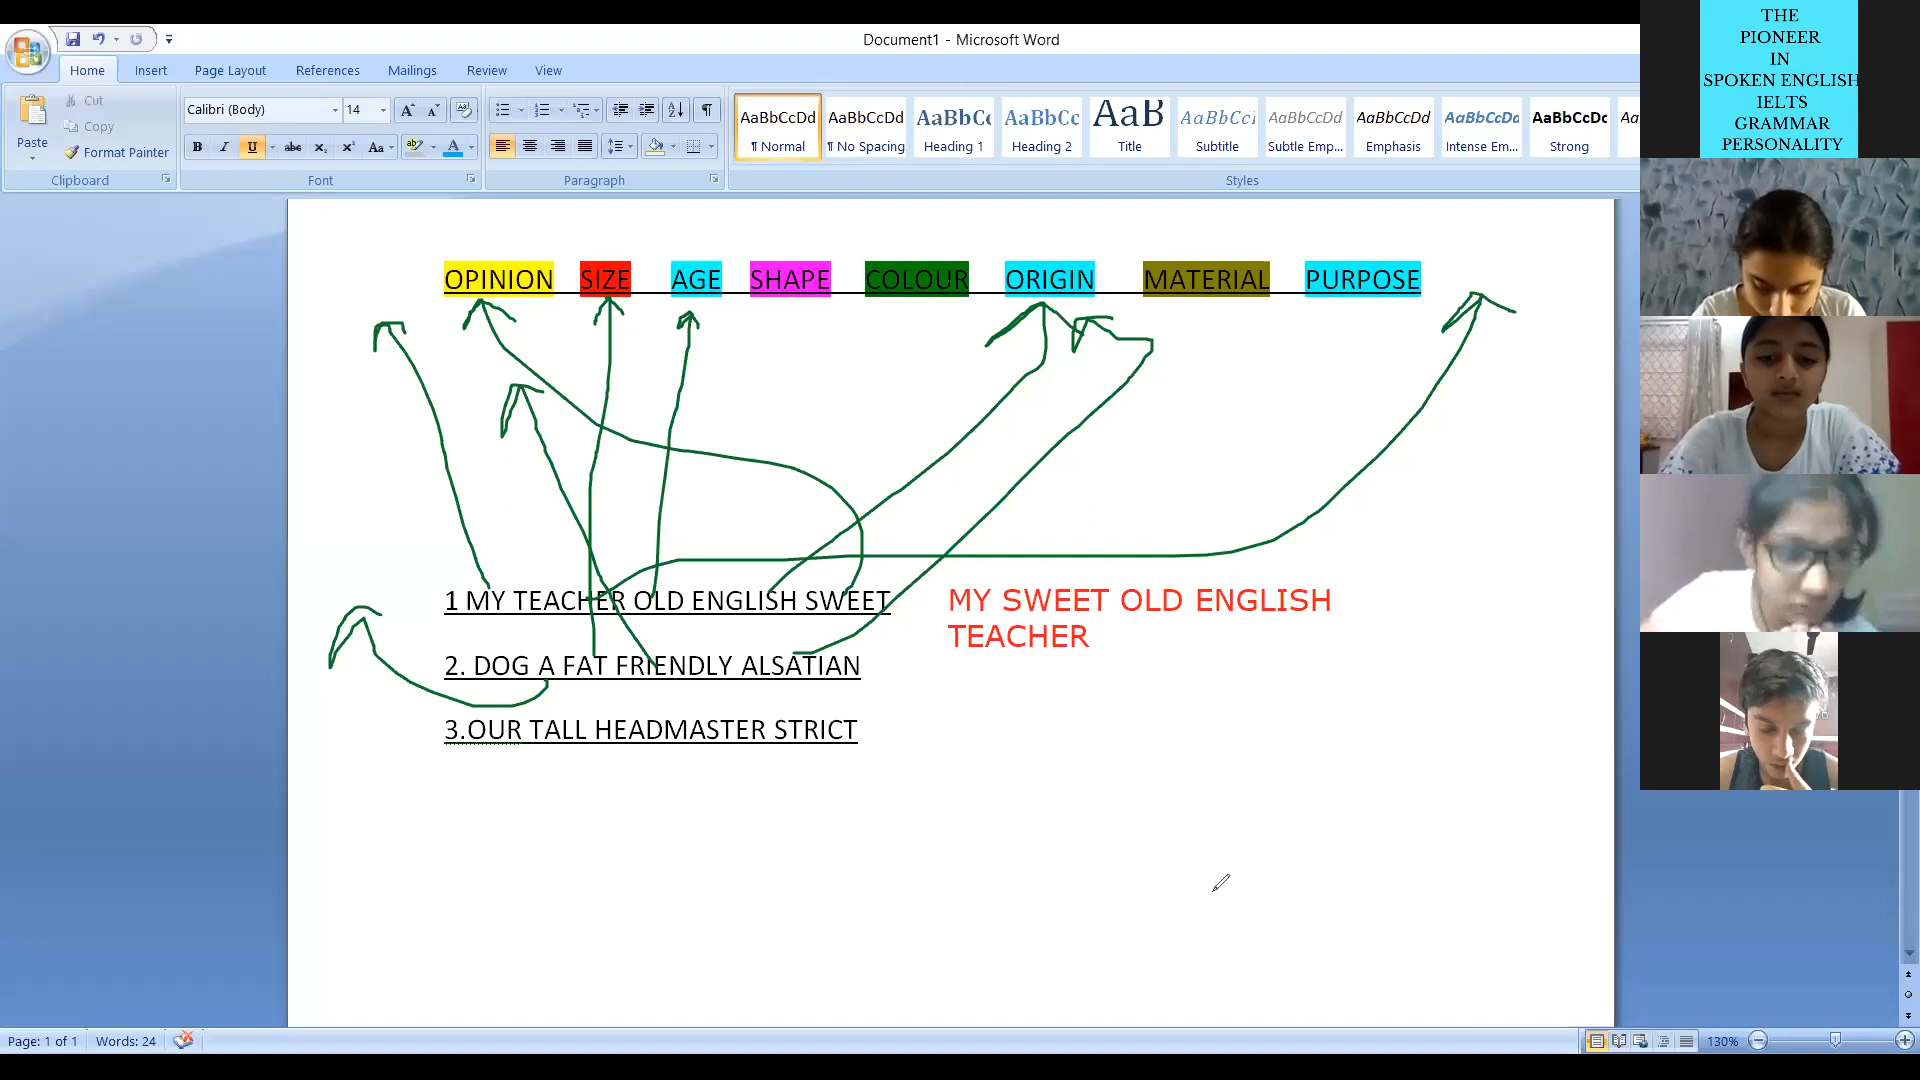 Document1 - Microsoft Word
Home Insert Page Layout References Mailings Review View
Paste
Cut
Copy
Format Painter
Clipboard
Calibri (Body) 14
Font
Paragraph
AaBbCcDd AaBbCcDd AaBbCc AaBbCc AaB AaBbCcL AaBbCcDd AaBbCcDd AaBbCcDd AaBbCcDc
¶ Normal ¶ No Spacing Heading 1 Heading 2 Title Subtitle Subtle Emp... Emphasis Intense Em... Strong
Styles
THE
PIONEER
IN
SPOKEN ENGLISH
IELTS
GRAMMAR
PERSONALITY
OPINION SIZE AGE SHAPE COLOUR ORIGIN MATERIAL PURPOSE
1 MY TEACHER OLD ENGLISH SWEET
MY SWEET OLD ENGLISH
TEACHER
2. DOG A FAT FRIENDLY ALSATIAN
3.OUR TALL HEADMASTER STRICT
Page: 1 of 1 Words: 24
130%